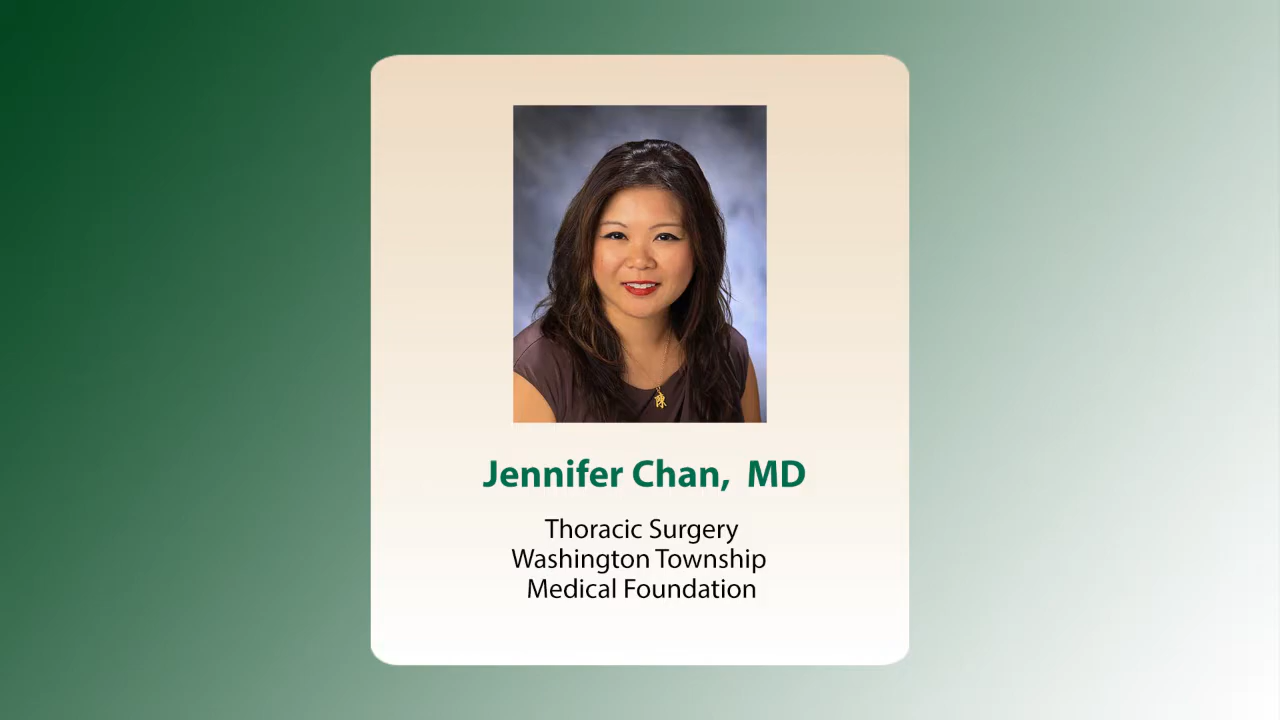 Jennifer Chan, MD
Thoracic Surgery
Washington Township
Medical Foundation